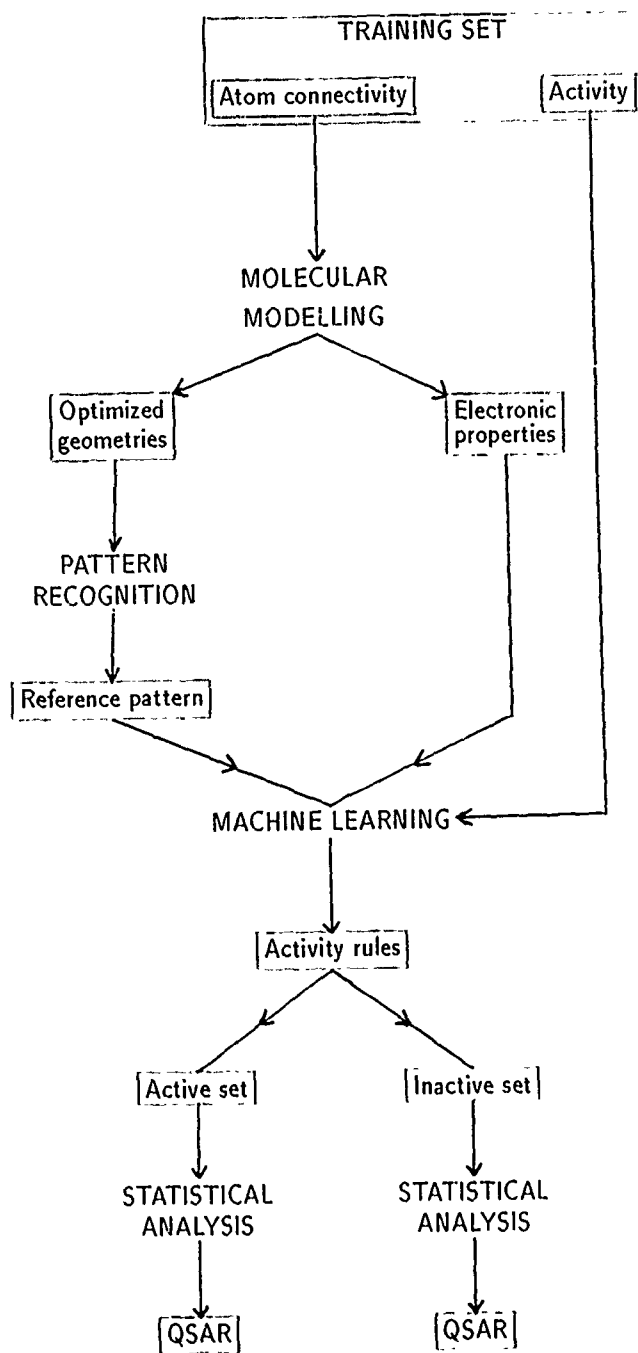 TRAINING SET
Atom connectivity
Activity
MOLECULAR
MODELLING
Optimized
geometries
Electronic
properties
PATTERN
RECOGNITION
Reference pattern
MACHINE LEARNING
Activity rules
Active set
Inactive set
STATISTICAL
ANALYSIS
STATISTICAL
ANALYSIS
QSAR
QSAR